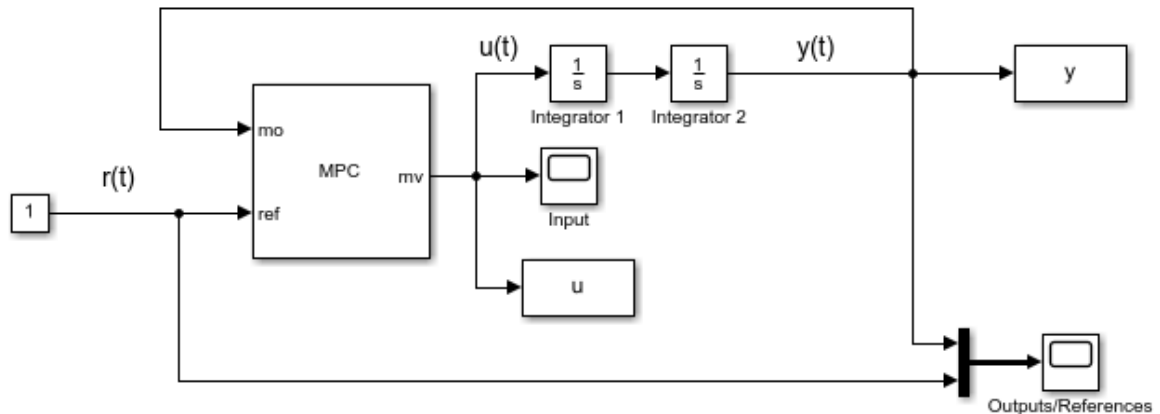 u(t)
y(t)
1
s
1
s
y
Integrator 1
Integrator 2
mo
MPC
mv
r(t)
1
ref
Input
u
Outputs/References